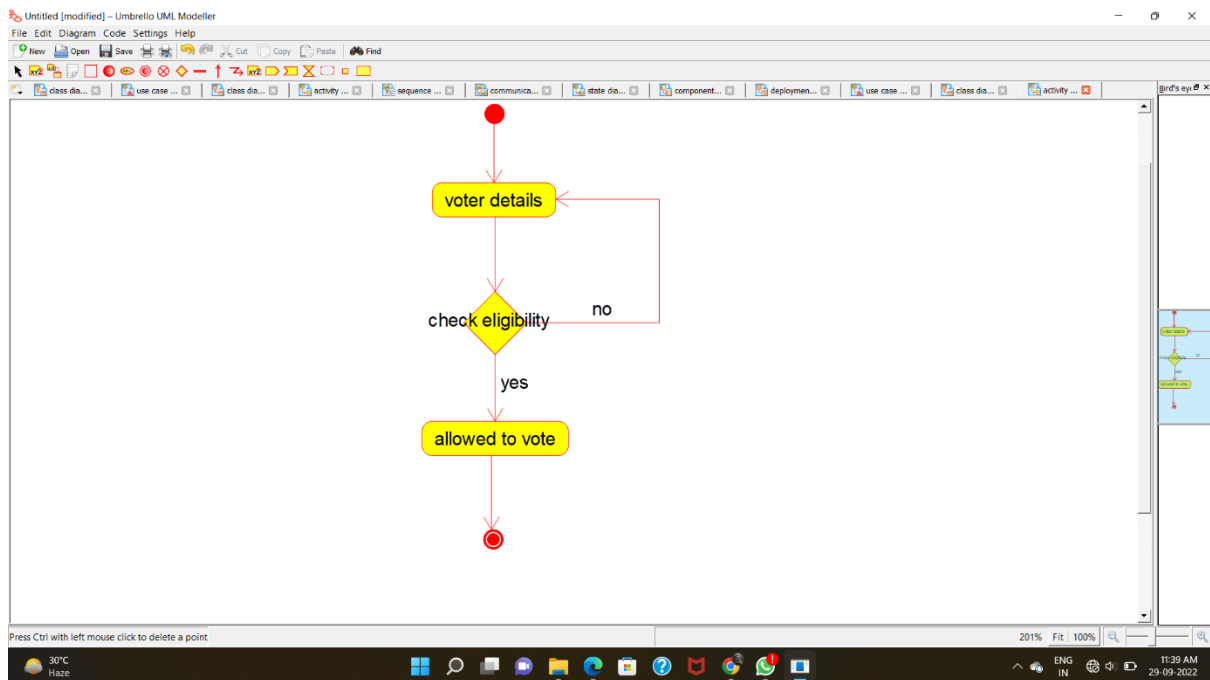 Untitled [modified] – Umbrello UML Modeller
File Edit Diagram Code Settings Help
New Open Save Cut Copy Paste Find
class dia... use case ... class dia... activity ... sequence ... communica... state dia... component... deploymen... use case ... class dia... activity ... Bird's eye
voter details
check eligibility
no
yes
allowed to vote
Press Ctrl with left mouse click to delete a point
201% Fit 100%
30°C
Haze
ENG
IN
11:39 AM
29-09-2022